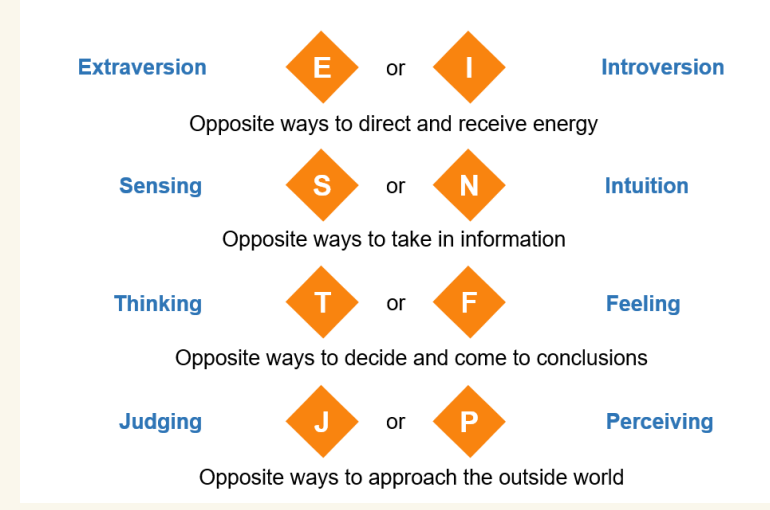 Extraversion E or I Introversion
Opposite ways to direct and receive energy
Sensing S or N Intuition
Opposite ways to take in information
Thinking T or F Feeling
Opposite ways to decide and come to conclusions
Judging J or P Perceiving
Opposite ways to approach the outside world